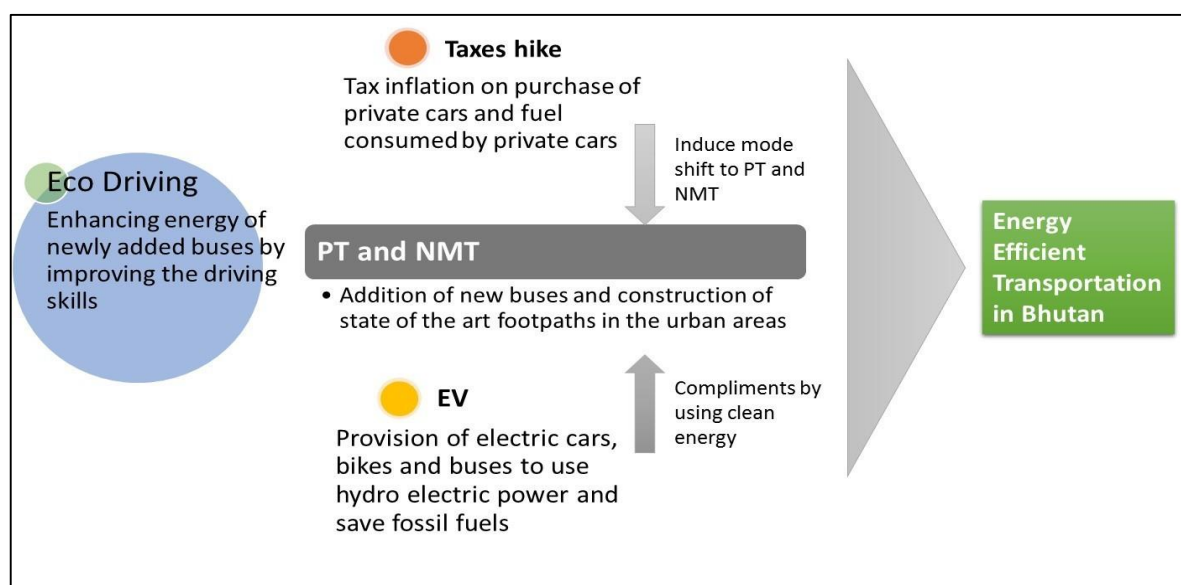 Taxes hike
Tax inflation on purchase of
private cars and fuel
consumed by private cars
Induce mode
shift to PT and
NMT
Eco Driving
Enhancing energy of
newly added buses by
improving the driving
skills
PT and NMT
• Addition of new buses and construction of
state of the art footpaths in the urban areas
EV
Provision of electric cars,
bikes and buses to use
hydro electric power and
save fossil fuels
Compliments by
using clean
energy
Energy
Efficient
Transportation
in Bhutan